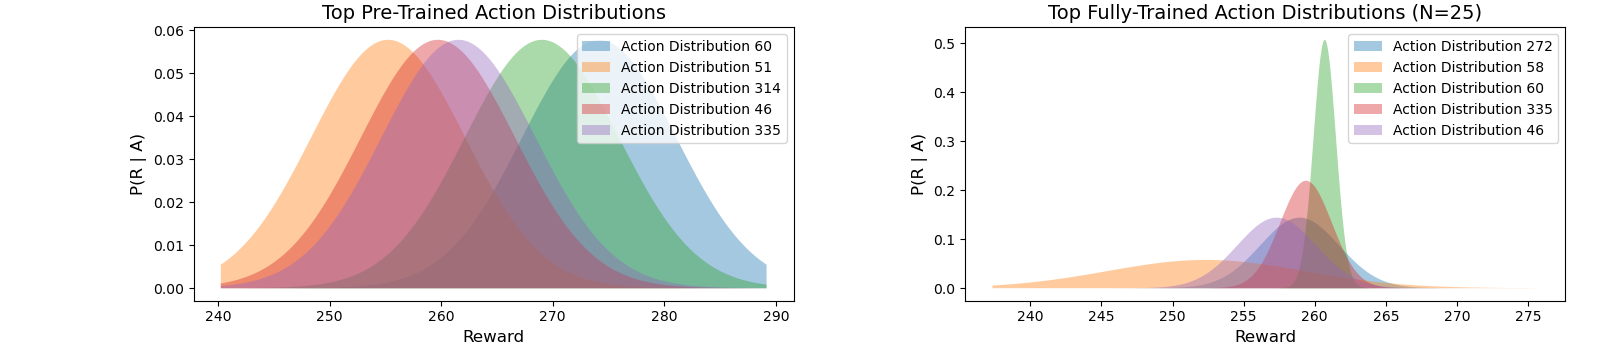 Top Pre-Trained Action Distributions
P(R | A)
0.06
0.05
0.04
0.03
0.02
0.01
0.00
240
250
260
270
280
290
Reward
Action Distribution 60
Action Distribution 51
Action Distribution 314
Action Distribution 46
Action Distribution 335
Top Fully-Trained Action Distributions (N=25)
P(R | A)
0.5
0.4
0.3
0.2
0.1
0.0
240
245
250
255
260
265
270
275
Reward
Action Distribution 272
Action Distribution 58
Action Distribution 60
Action Distribution 335
Action Distribution 46